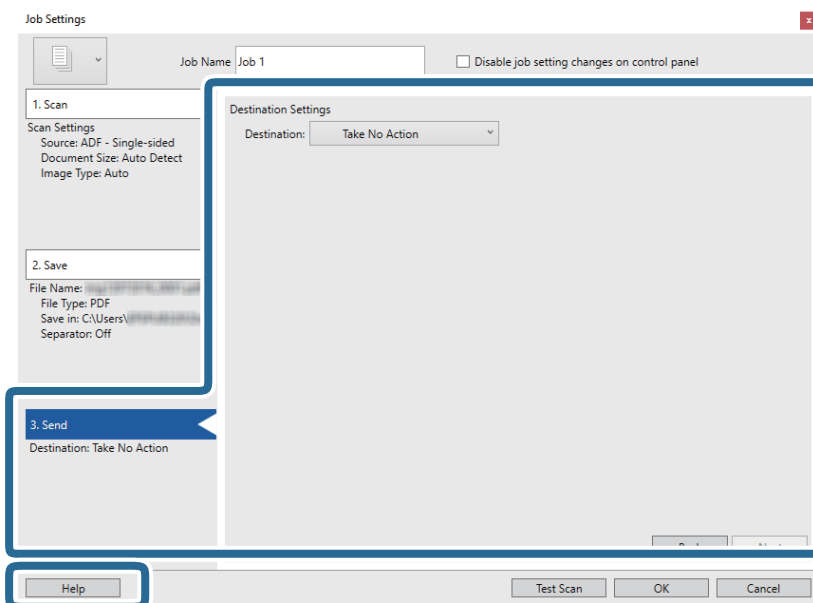 Job Settings
x
Job Name Job 1
Disable job setting changes on control panel
1. Scan
Scan Settings
Source: ADF - Single-sided
Document Size: Auto Detect
Image Type: Auto
2. Save
File Name:
File Type: PDF
Save in: C:\Users\
Separator: Off
3. Send
Destination: Take No Action
Destination Settings
Destination: Take No Action
Help
Test Scan
OK
Cancel